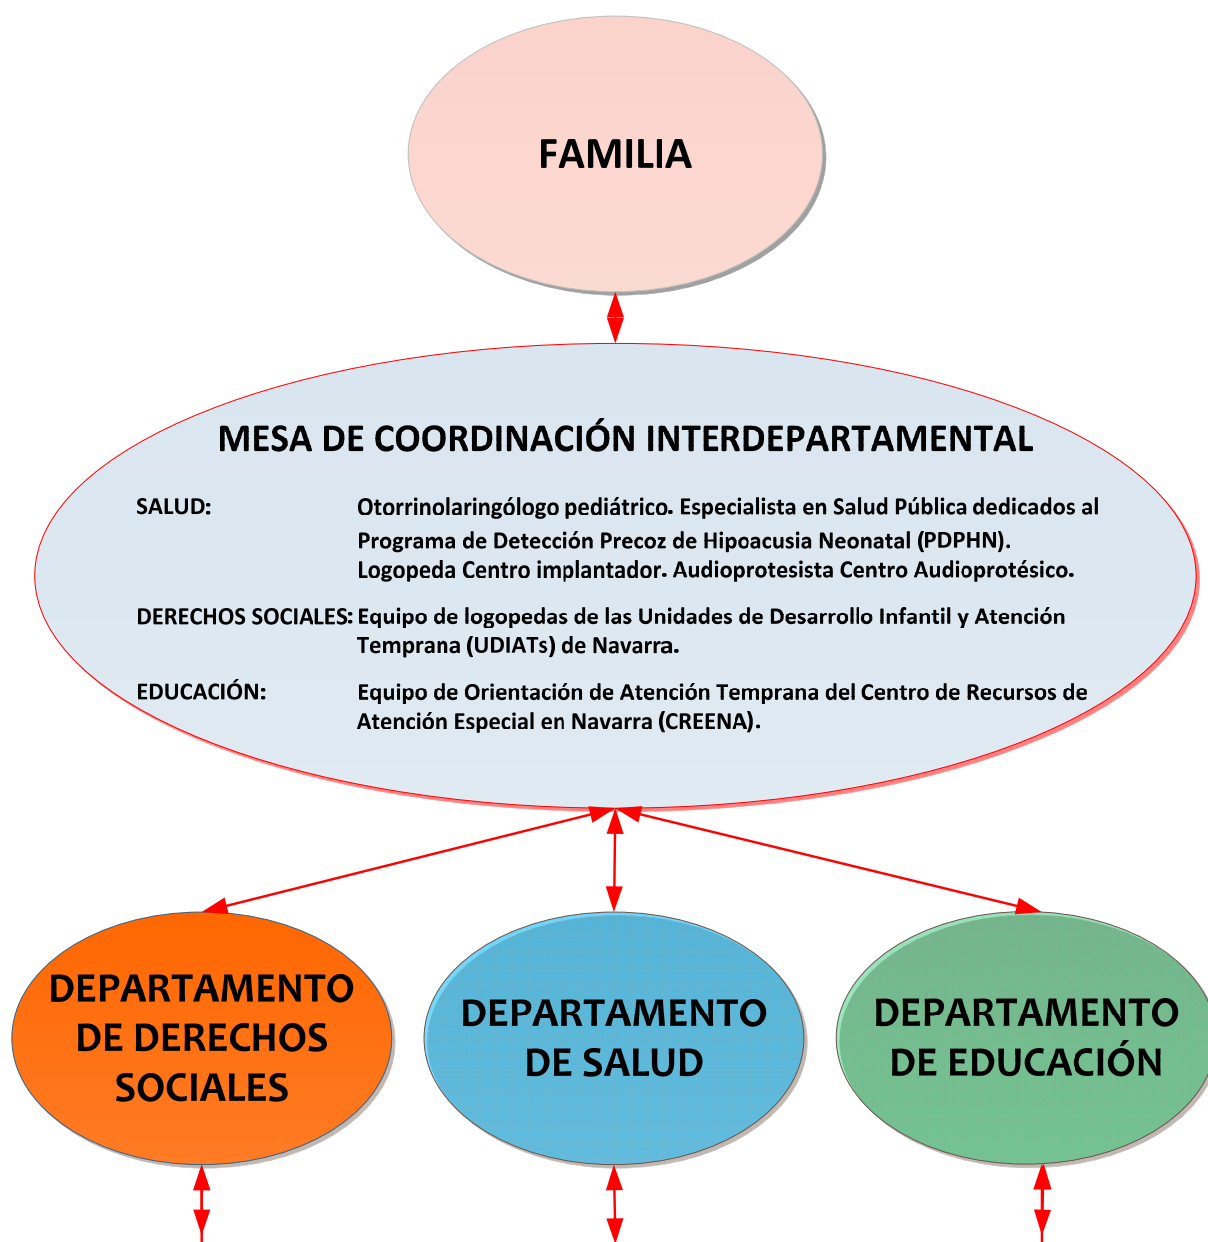 FAMILIA
MESA DE COORDINACIÓN INTERDEPARTAMENTAL
SALUD: Otorrinolaringólogo pediátrico. Especialista en Salud Pública dedicados al
Programa de Detección Precoz de Hipoacusia Neonatal (PDPHN).
Logopeda Centro implantador. Audioprotesista Centro Audioprotésico.
DERECHOS SOCIALES: Equipo de logopedas de las Unidades de Desarrollo Infantil y Atención
Temprana (UDIATs) de Navarra.
EDUCACIÓN: Equipo de Orientación de Atención Temprana del Centro de Recursos de
Atención Especial en Navarra (CREENA).
DEPARTAMENTO
DE DERECHOS
SOCIALES
DEPARTAMENTO
DE SALUD
DEPARTAMENTO
DE EDUCACIÓN